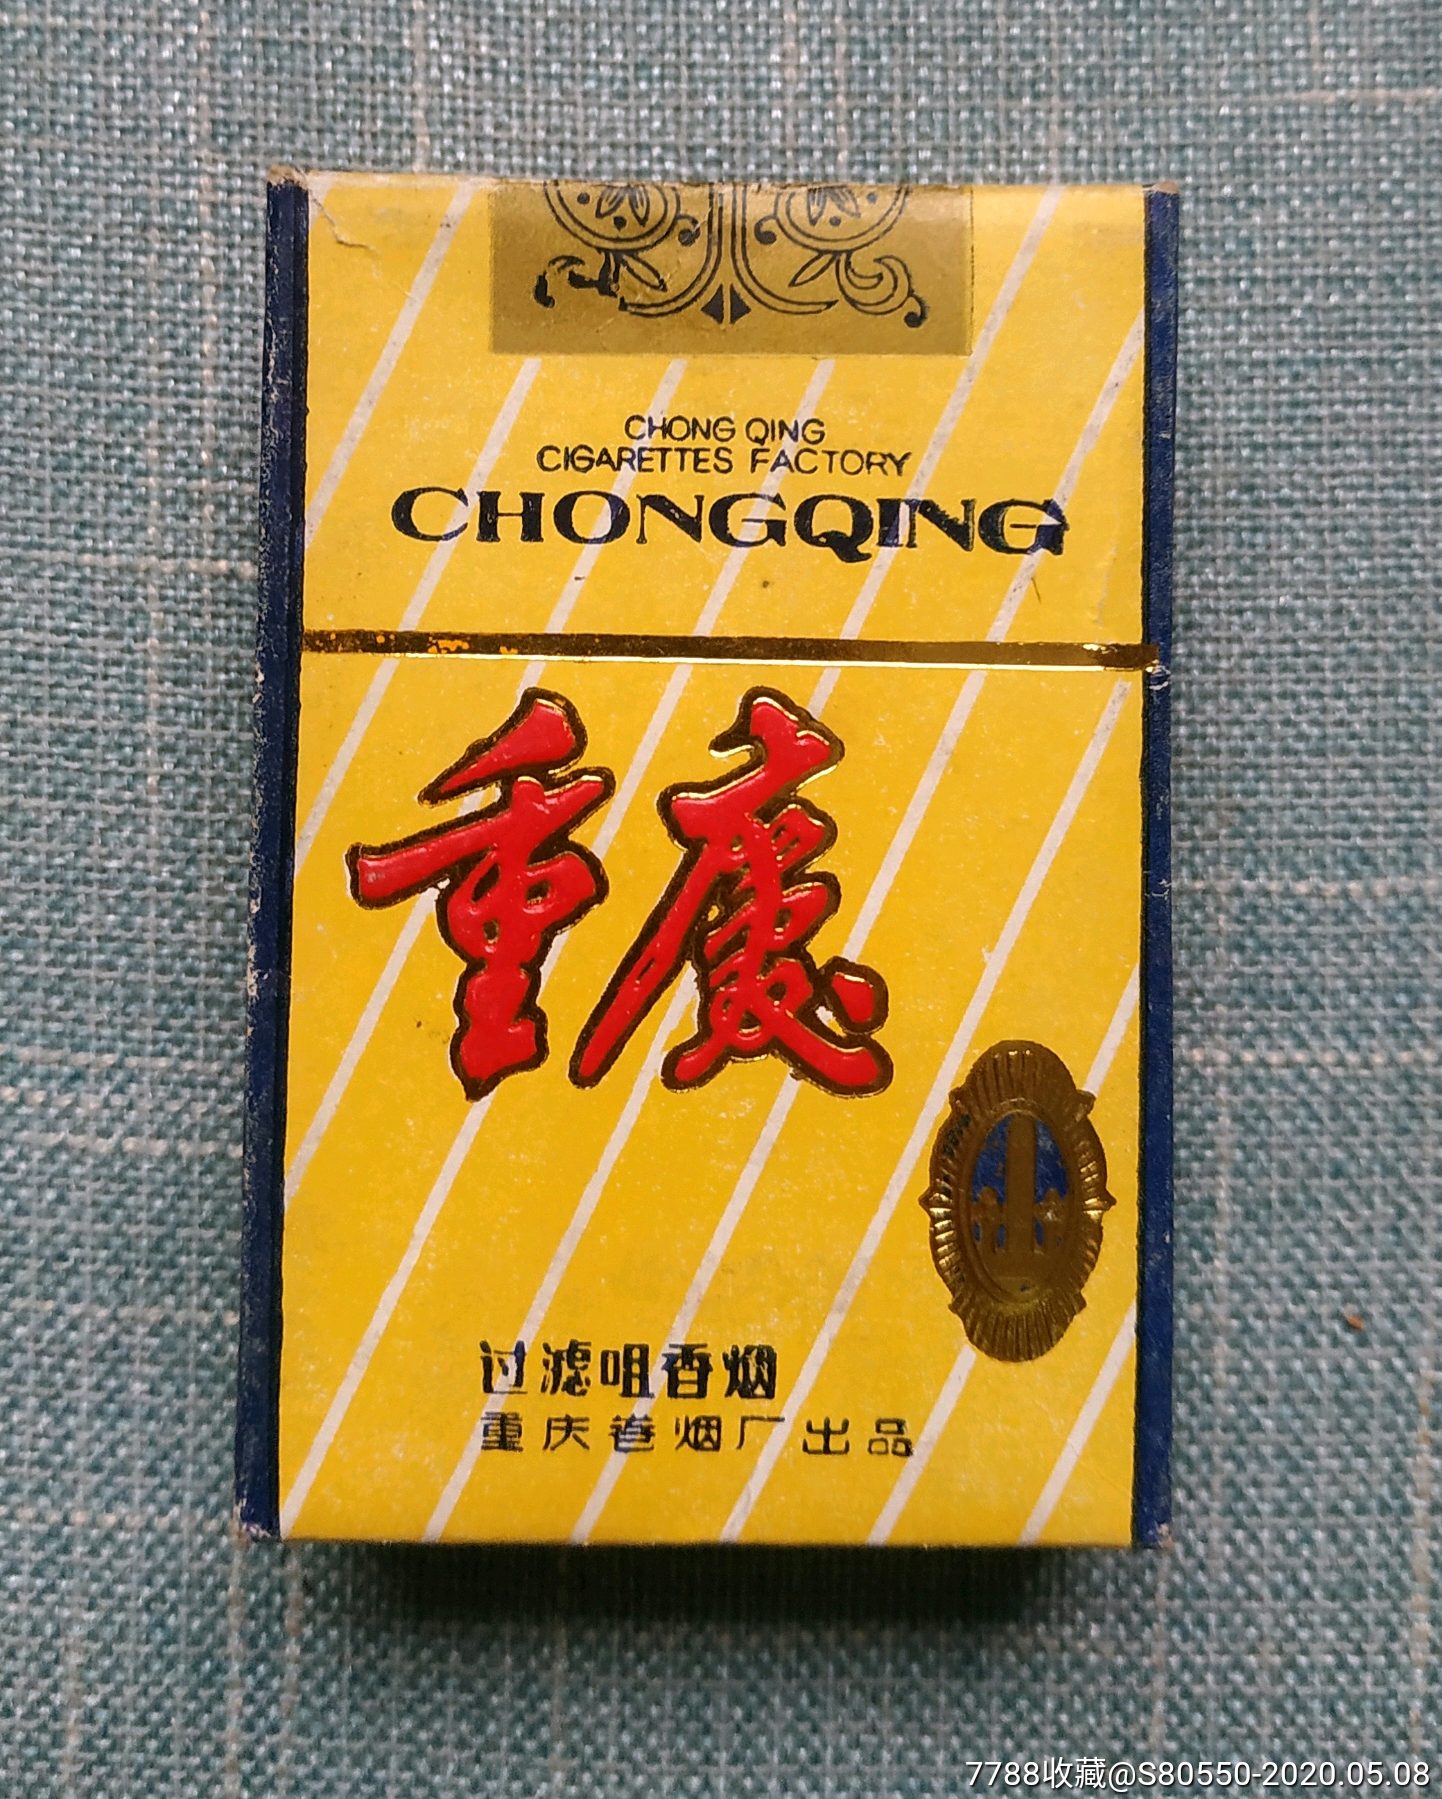 CHONG QING
CIGARETTES FACTORY
CHONGQING
重慶
过滤咀香烟
重庆卷烟厂出品
7788收藏@S80550-2020.05.08